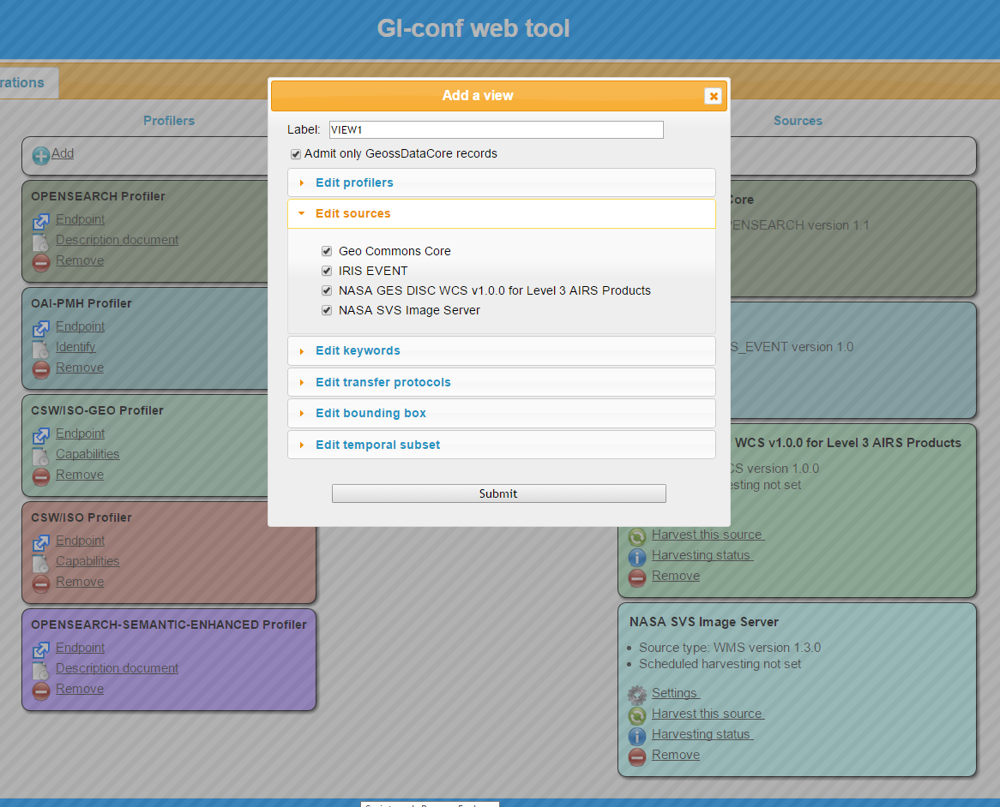 GI-conf web tool
rations
Add a view
Label: VIEW1
Admit only GeossDataCore records
Edit profilers
Edit sources
Geo Commons Core
IRIS EVENT
NASA GES DISC WCS v1.0.0 for Level 3 AIRS Products
NASA SVS Image Server
Edit keywords
Edit transfer protocols
Edit bounding box
Edit temporal subset
Submit
Profilers
Add
OPENSEARCH Profiler
Endpoint
Description document
Remove
OAI-PMH Profiler
Endpoint
Identify
Remove
CSW/ISO-GEO Profiler
Endpoint
Capabilities
Remove
CSW/ISO Profiler
Endpoint
Capabilities
Remove
OPENSEARCH-SEMANTIC-ENHANCED Profiler
Endpoint
Description document
Remove
Sources
Core
ENSEARCH version 1.1
S_EVENT version 1.0
WCS v1.0.0 for Level 3 AIRS Products
CS version 1.0.0
esting not set
Harvest this source
Harvesting status
Remove
NASA SVS Image Server
Source type: WMS version 1.3.0
Scheduled harvesting not set
Settings
Harvest this source
Harvesting status
Remove